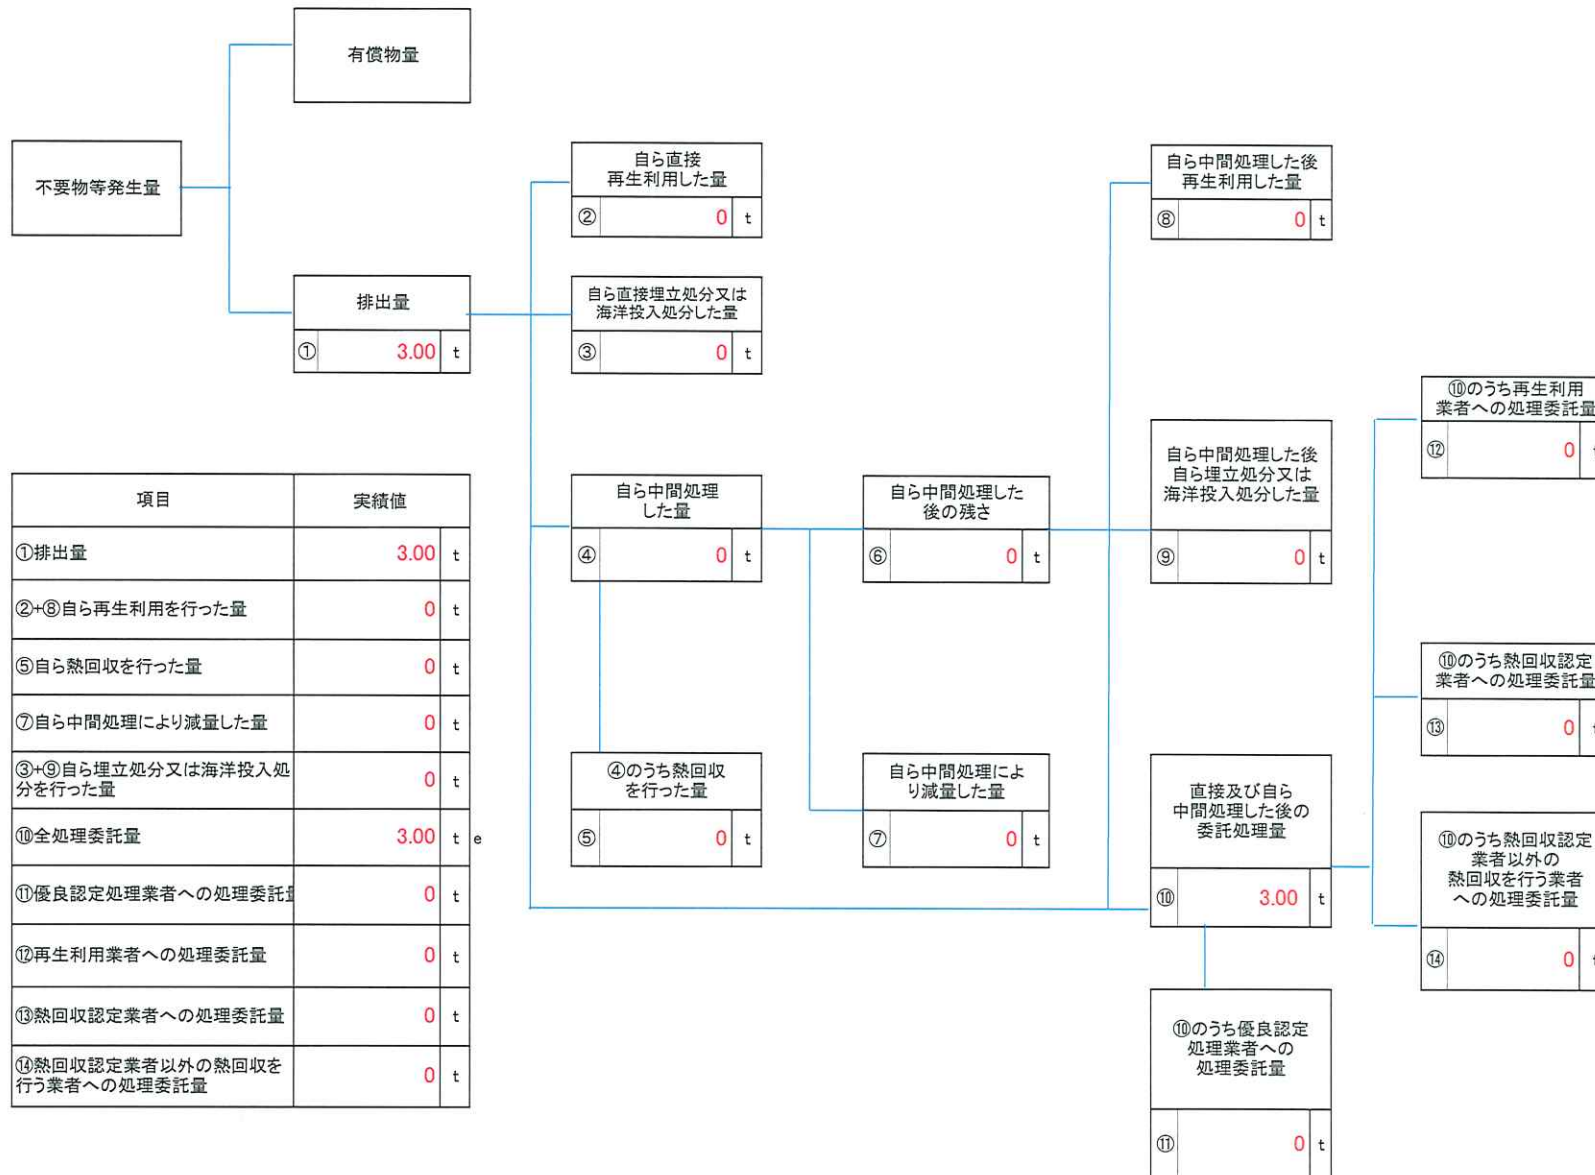 有償物量
不要物等発生量
排出量
① 3.00 t
自ら直接
再生利用した量
② 0 t
自ら直接埋立処分又は
海洋投入処分した量
③ 0 t
自ら中間処理
した量
④ 0 t
④のうち熱回収
を行った量
⑤ 0 t
自ら中間処理した
後の残さ
⑥ 0 t
自ら中間処理によ
り減量した量
⑦ 0 t
自ら中間処理した後
再生利用した量
⑧ 0 t
自ら中間処理した後
自ら埋立処分又は
海洋投入処分した量
⑨ 0 t
直接及び自ら
中間処理した後の
委託処理量
⑩ 3.00 t
⑩のうち優良認定
処理業者への
処理委託量
⑪ 0 t
⑩のうち再生利用
業者への処理委託量
⑫ 0 t
⑩のうち熱回収認定
業者への処理委託量
⑬ 0 t
⑩のうち熱回収認定
業者以外の
熱回収を行う業者
への処理委託量
⑭ 0 t
項目 実績値
①排出量 3.00 t
②+⑧自ら再生利用を行った量 0 t
⑤自ら熱回収を行った量 0 t
⑦自ら中間処理により減量した量 0 t
③+⑨自ら埋立処分又は海洋投入処
分を行った量 0 t
⑩全処理委託量 3.00 t e
⑪優良認定処理業者への処理委託量 0 t
⑫再生利用業者への処理委託量 0 t
⑬熱回収認定業者への処理委託量 0 t
⑭熱回収認定業者以外の熱回収を
行う業者への処理委託量 0 t